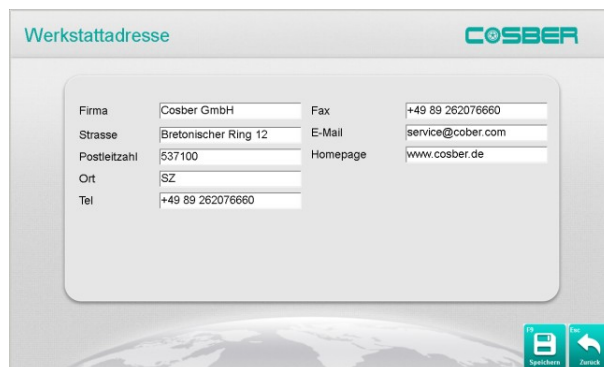 Werkstattadresse
COSBER
Firma Cosber GmbH
Strasse Bretonischer Ring 12
Postleitzahl 537100
Ort SZ
Tel +49 89 262076660
Fax +49 89 262076660
E-Mail service@cober.com
Homepage www.cosber.de
F8 Esc
Speichern Zurück